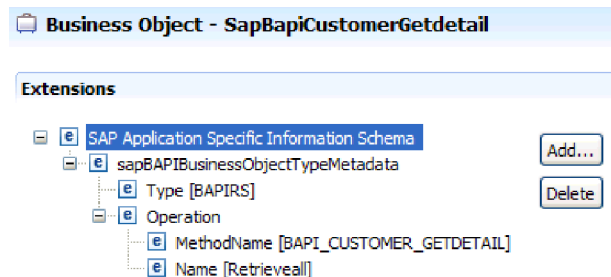 Business Object - SapBapiCustomerGetdetail
Extensions
SAP Application Specific Information Schema
Add...
sapBAPIBusinessObjectTypeMetadata
Type [BAPIRS]
Delete
Operation
MethodName [BAPI_CUSTOMER_GETDETAIL]
Name [Retrieveall]